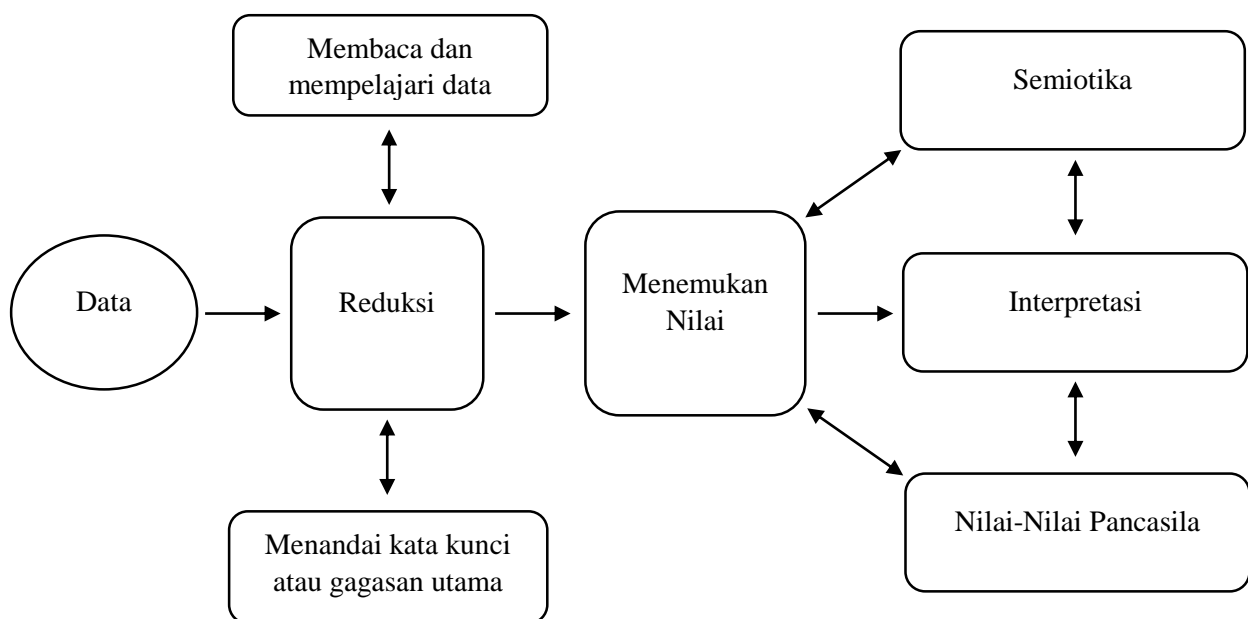 Membaca dan
mempelajari data
Semiotika
Data
Reduksi
Menemukan
Nilai
Interpretasi
Menandai kata kunci
atau gagasan utama
Nilai-Nilai Pancasila